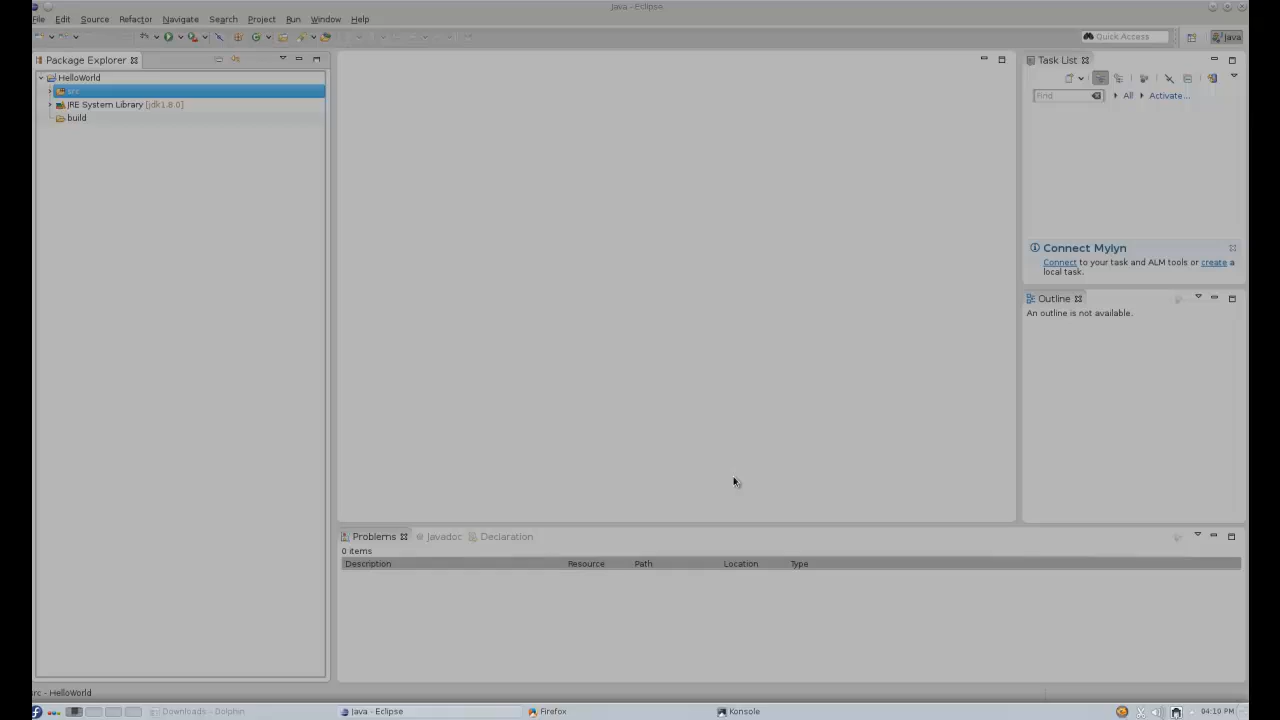 Java - Eclipse
File Edit Source Refactor Project Run Window Help
Navigate Search
Quick Access
Java
Package Explorer
HelloWorld
src
JRE System Library [jdk1.8.0]
build
Task List
Find
All
Activate...
Connect Mylyn
Connect to your task and ALM tools or create a
local task.
Outline
An outline is not available.
Problems Javadoc Declaration
0 items
Description Resource Path Location Type
src - HelloWorld
Downloads - Dolphin
Java - Eclipse
Firefox
Konsole
04:10 PM